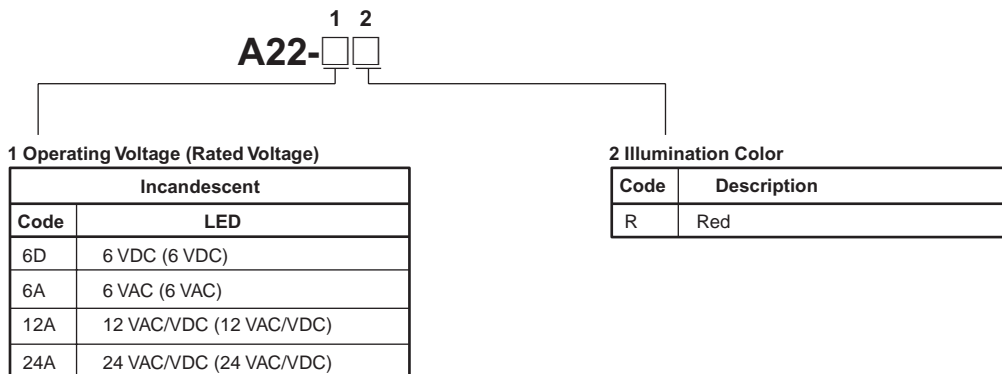 1 2
A22-
1 Operating Voltage (Rated Voltage)
Incandescent
Code LED
6D 6 VDC (6 VDC)
6A 6 VAC (6 VAC)
12A 12 VAC/VDC (12 VAC/VDC)
24A 24 VAC/VDC (24 VAC/VDC)
2 Illumination Color
Code Description
R Red